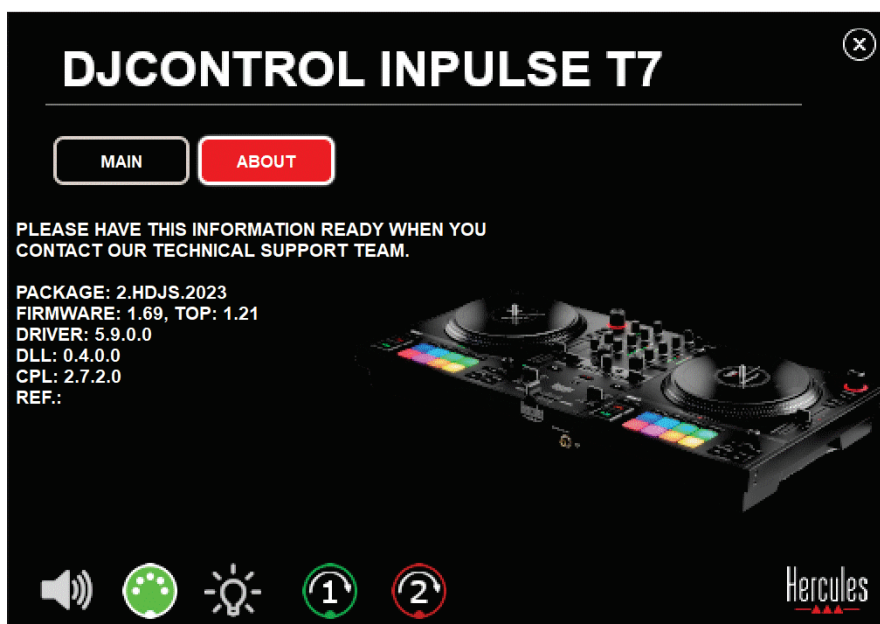 DJCONTROL INPULSE T7
MAIN
ABOUT
PLEASE HAVE THIS INFORMATION READY WHEN YOU
CONTACT OUR TECHNICAL SUPPORT TEAM.
PACKAGE: 2.HDJS.2023
FIRMWARE: 1.69, TOP: 1.21
DRIVER: 5.9.0.0
DLL: 0.4.0.0
CPL: 2.7.2.0
REF.:
1
2
Hercules